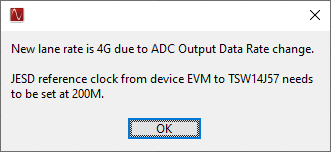 New lane rate is 4G due to ADC Output Data Rate change.
JESD reference clock from device EVM to TSW14J57 needs
to be set at 200M.
OK